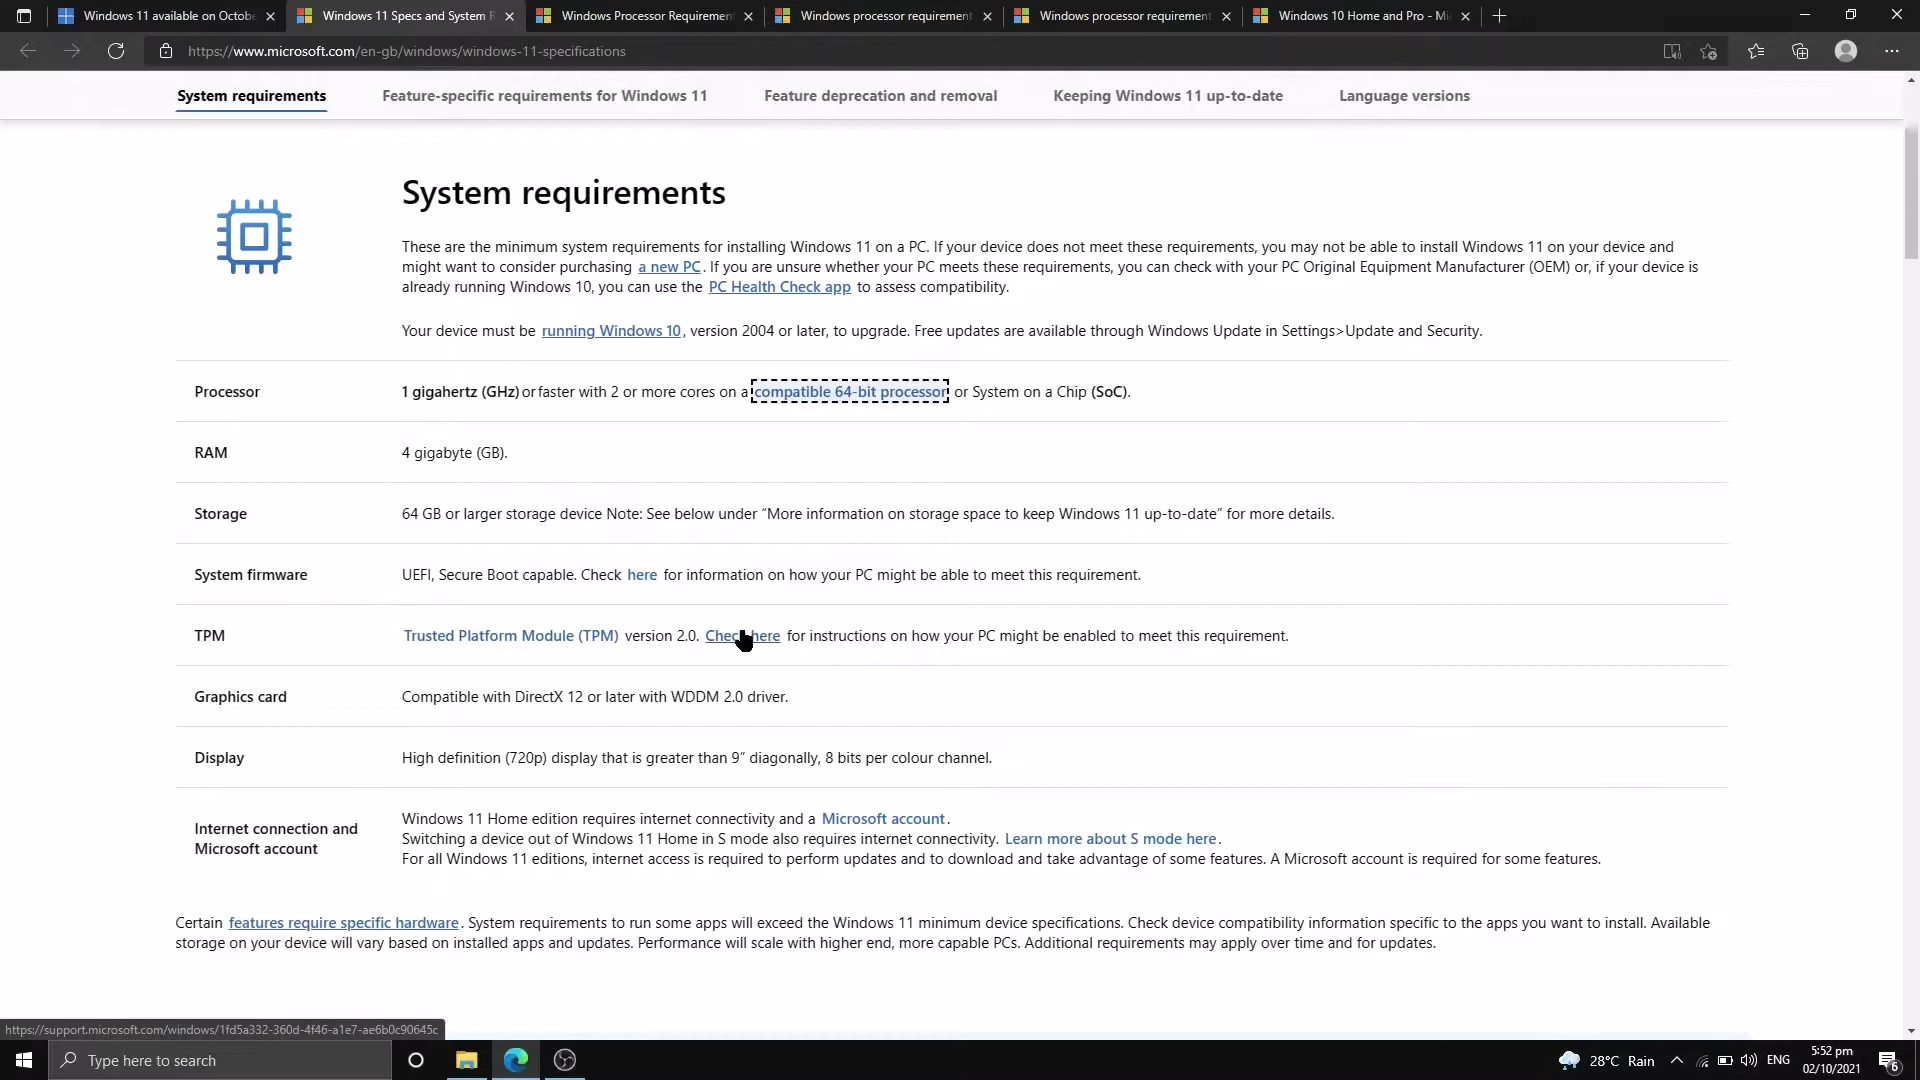 Windows 11 available on Octobe
Windows 11 Specs and System R
Windows Processor Requirement
Windows processor requirement
Windows processor requirement
Windows 10 Home and Pro - Mi
https://www.microsoft.com/en-gb/windows/windows-11-specifications
System requirements
Feature-specific requirements for Windows 11
Feature deprecation and removal
Keeping Windows 11 up-to-date
Language versions
System requirements
These are the minimum system requirements for installing Windows 11 on a PC. If your device does not meet these requirements, you may not be able to install Windows 11 on your device and
might want to consider purchasing a new PC. If you are unsure whether your PC meets these requirements, you can check with your PC Original Equipment Manufacturer (OEM) or, if your device is
already running Windows 10, you can use the PC Health Check app to assess compatibility.
Your device must be running Windows 10, version 2004 or later, to upgrade. Free updates are available through Windows Update in Settings>Update and Security.
Processor
1 gigahertz (GHz) or faster with 2 or more cores on a compatible 64-bit processor or System on a Chip (SoC).
RAM
4 gigabyte (GB).
Storage
64 GB or larger storage device Note: See below under “More information on storage space to keep Windows 11 up-to-date” for more details.
System firmware
UEFI, Secure Boot capable. Check here for information on how your PC might be able to meet this requirement.
TPM
Trusted Platform Module (TPM) version 2.0. Check here for instructions on how your PC might be enabled to meet this requirement.
Graphics card
Compatible with DirectX 12 or later with WDDM 2.0 driver.
Display
High definition (720p) display that is greater than 9” diagonally, 8 bits per colour channel.
Internet connection and
Microsoft account
Windows 11 Home edition requires internet connectivity and a Microsoft account.
Switching a device out of Windows 11 Home in S mode also requires internet connectivity. Learn more about S mode here.
For all Windows 11 editions, internet access is required to perform updates and to download and take advantage of some features. A Microsoft account is required for some features.
Certain features require specific hardware. System requirements to run some apps will exceed the Windows 11 minimum device specifications. Check device compatibility information specific to the apps you want to install. Available
storage on your device will vary based on installed apps and updates. Performance will scale with higher end, more capable PCs. Additional requirements may apply over time and for updates.
https://support.microsoft.com/windows/1fd5a332-360d-4f46-a1e7-ae6b0c90645c
Type here to search
28°C Rain
ENG
5:52 pm
02/10/2021
6